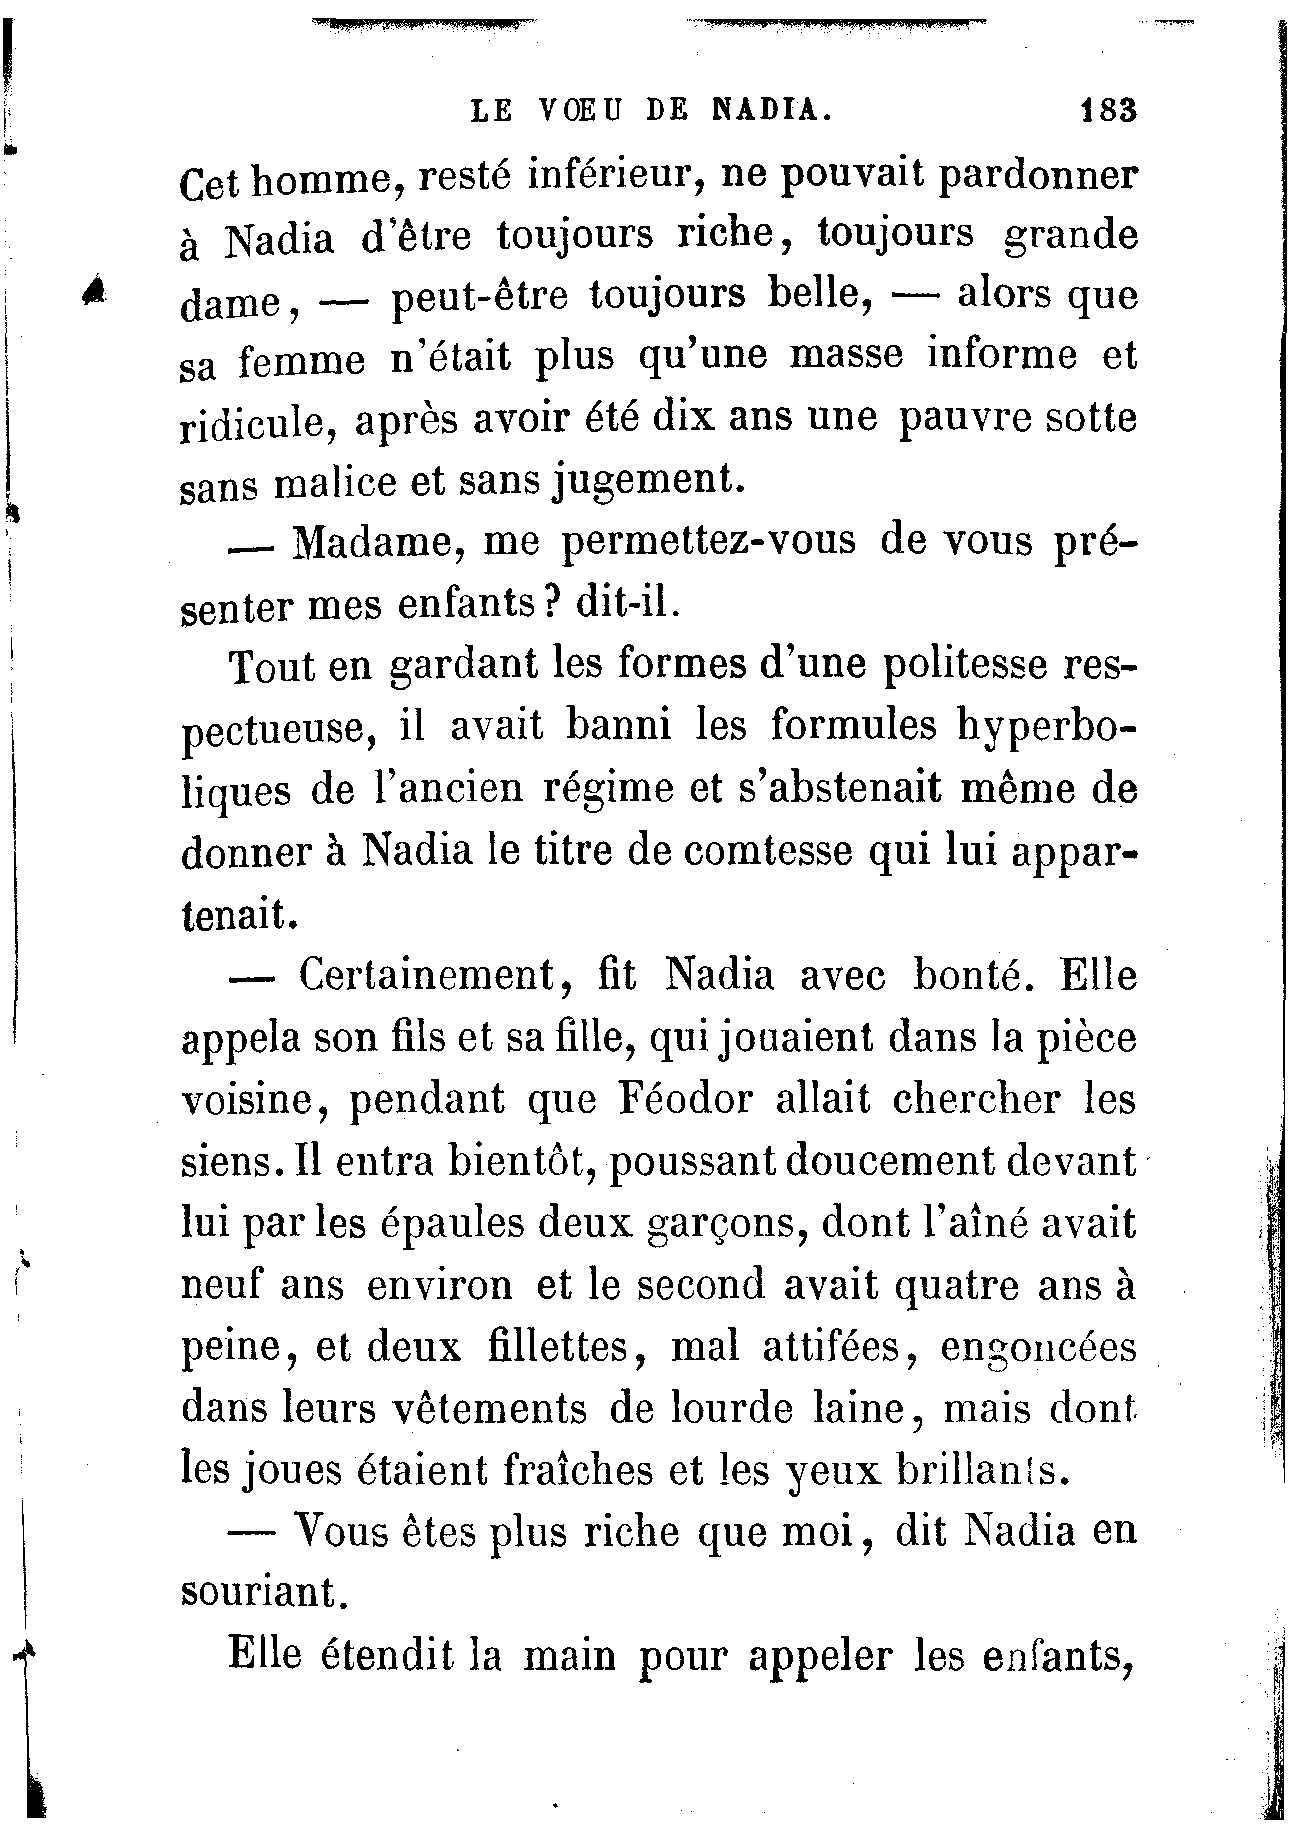 LE VŒU DE NADIA. 183
Cet homme, resté inférieur, ne pouvait pardonner
à Nadia d'être toujours riche, toujours grande
dame, — peut-être toujours belle, — alors que
sa femme n'était plus qu'une masse informe et
ridicule, après avoir été dix ans une pauvre sotte
sans malice et sans jugement.
— Madame, me permettez-vous de vous pré-
senter mes enfants ? dit-il.
Tout en gardant les formes d'une politesse res-
pectueuse, il avait banni les formules hyperbo-
liques de l'ancien régime et s'abstenait même de
donner à Nadia le titre de comtesse qui lui appar-
tenait.
— Certainement, fit Nadia avec bonté. Elle
appela son fils et sa fille, qui jouaient dans la pièce
voisine, pendant que Féodor allait chercher les
siens. Il entra bientôt, poussant doucement devant
lui par les épaules deux garçons, dont l'aîné avait
neuf ans environ et le second avait quatre ans à
peine, et deux fillettes, mal attifées, engoncées
dans leurs vêtements de lourde laine, mais dont
les joues étaient fraîches et les yeux brillants.
— Vous êtes plus riche que moi, dit Nadia en
souriant.
Elle étendit la main pour appeler les enfants,